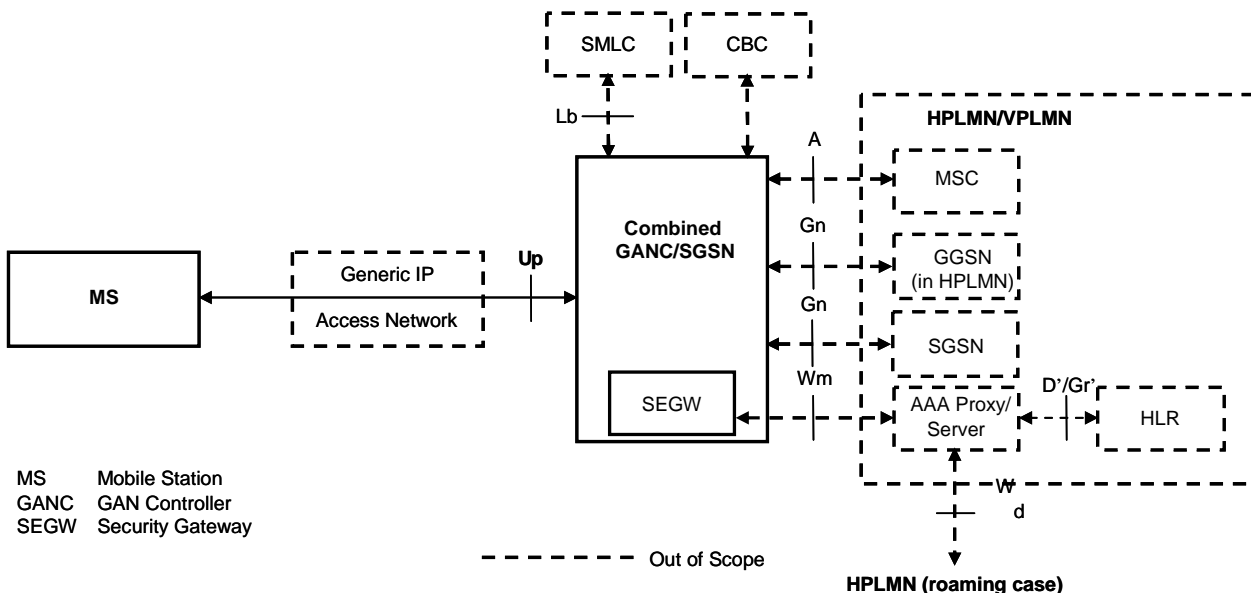 SMLC
CBC
Lb
HPLMN/VPLMN
A
MSC
Combined
GANC/SGSN
Gn
GGSN
(in HPLMN)
Up
Generic IP
MS
Access Network
Gn
SGSN
Wm
D’/Gr’
SEGW
AAA Proxy/
Server
HLR
MS Mobile Station
GANC GAN Controller
SEGW Security Gateway
W
d
Out of Scope
HPLMN (roaming case)